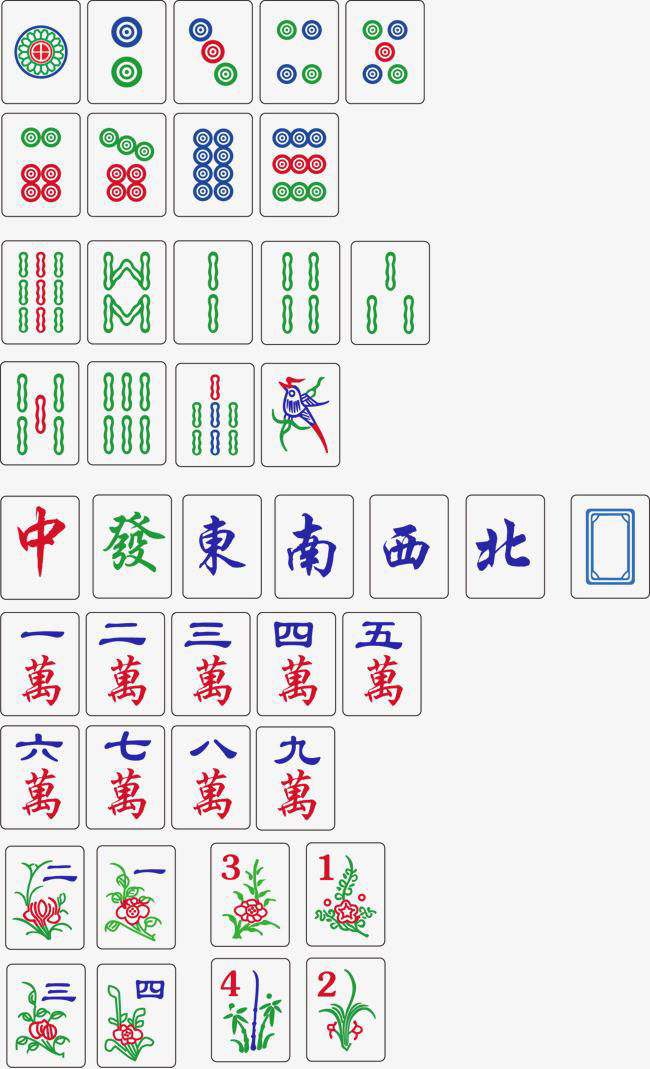 中 發 東 南 西 北
一萬 二萬 三萬 四萬 五萬
六萬 七萬 八萬 九萬
二 一 3 1
三 四 4 2